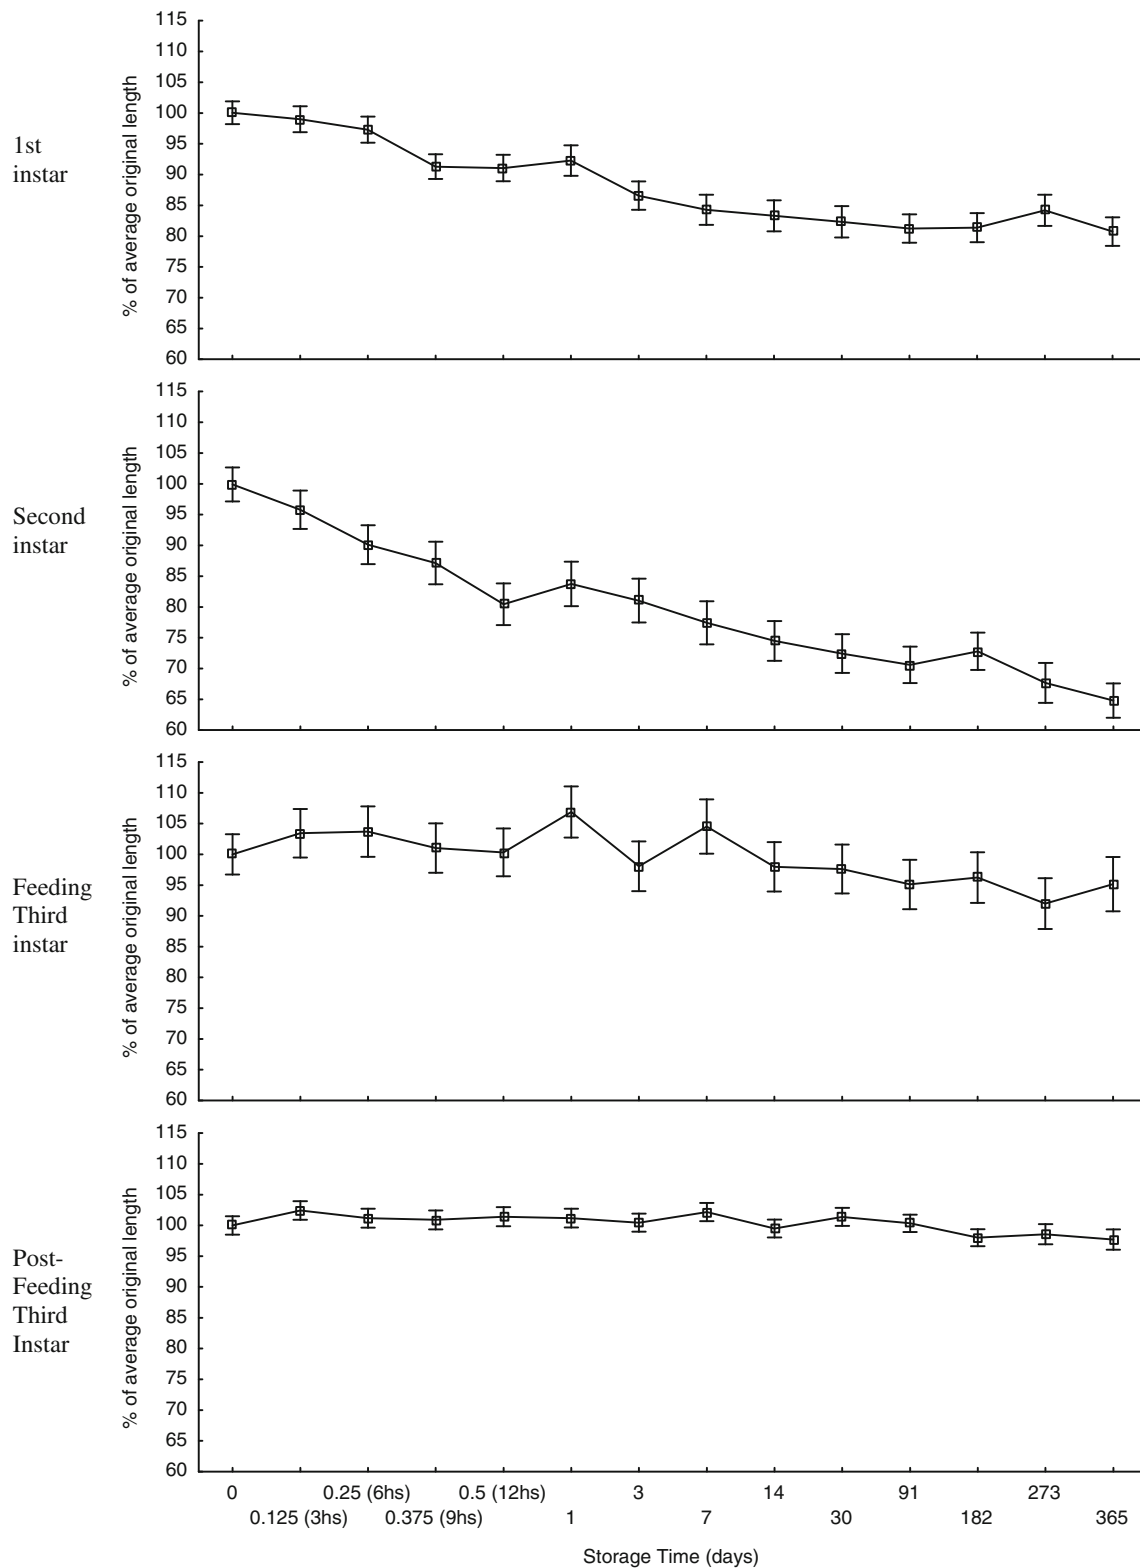 1st
instar
% of average original length
115
110
105
100
95
90
85
80
75
70
65
60
Second
instar
% of average original length
115
110
105
100
95
90
85
80
75
70
65
60
Feeding
Third
instar
% of average original length
115
110
105
100
95
90
85
80
75
70
65
60
Post-
Feeding
Third
Instar
% of average original length
115
110
105
100
95
90
85
80
75
70
65
60
0 0.25 (6hs) 0.5 (12hs) 3 14 91 273
0.125 (3hs) 0.375 (9hs) 1 7 30 182 365
Storage Time (days)